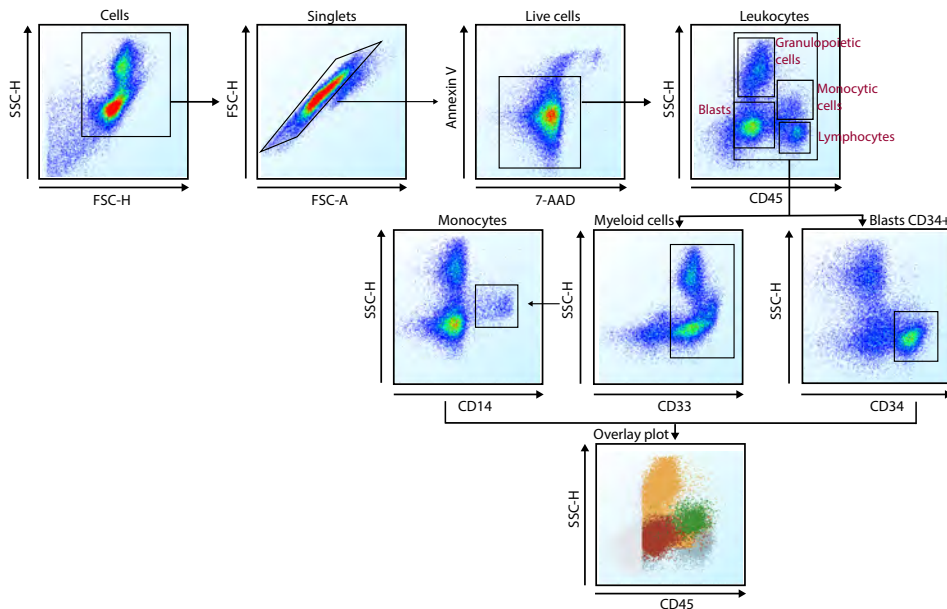 Cells
SSC-H
FSC-H
Singlets
FSC-H
FSC-A
Live cells
Annexin V
7-AAD
Leukocytes
SSC-H
Granulopoietic
cells
Monocytic
cells
Blasts
Lymphocytes
CD45
Monocytes
SSC-H
CD14
Myeloid cells
SSC-H
CD33
Blasts CD34+
SSC-H
CD34
Overlay plot
SSC-H
CD45